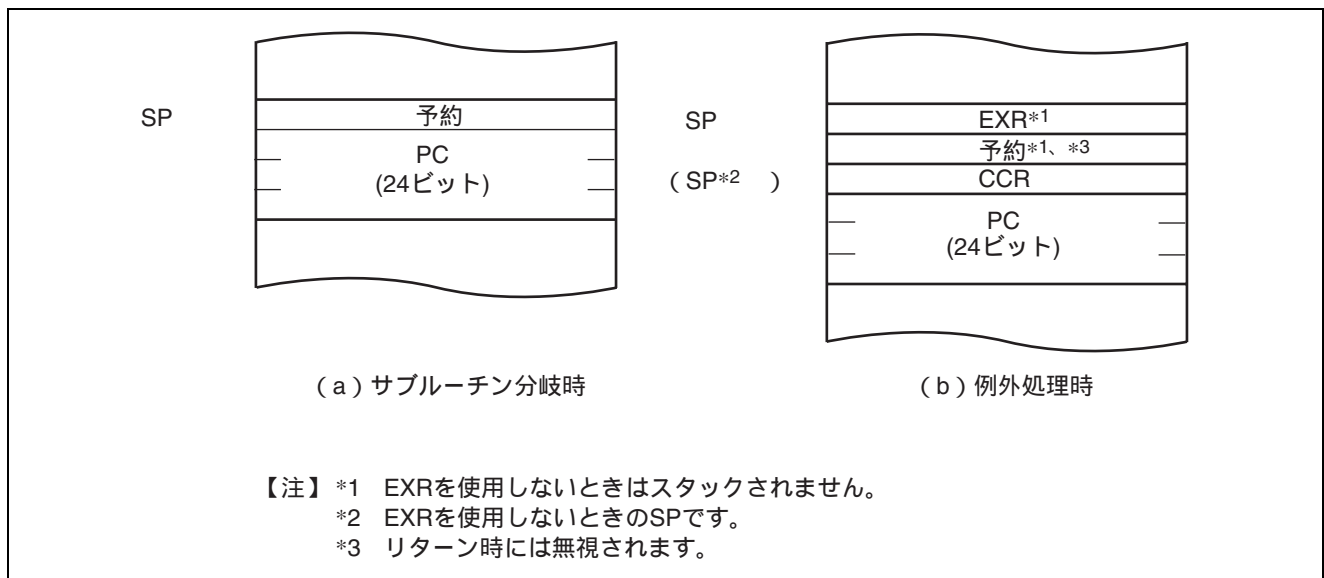 SP
予約
PC
(24ビット)
(a)サブルーチン分岐時
SP
(SP*2 )
EXR*1
予約*1、*3
CCR
PC
(24ビット)
(b)例外処理時
【注】 *1 EXRを使用しないときはスタックされません。
*2 EXRを使用しないときのSPです。
*3 リターン時には無視されます。